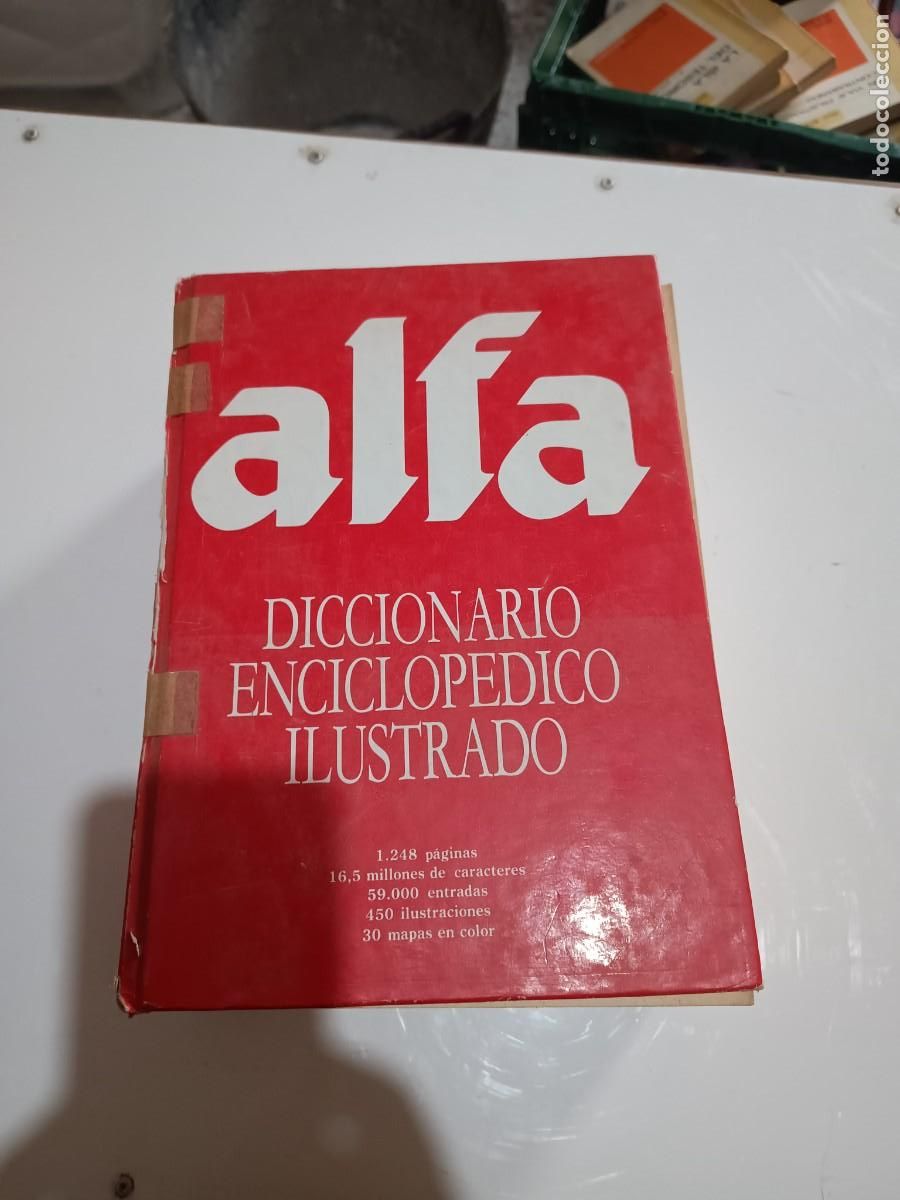 alfa
DICCIONARIO
ENCICLOPEDICO
ILUSTRADO
1.248 páginas
16,5 millones de caracteres
59.000 entradas
450 ilustraciones
30 mapas en color
todocoleccion